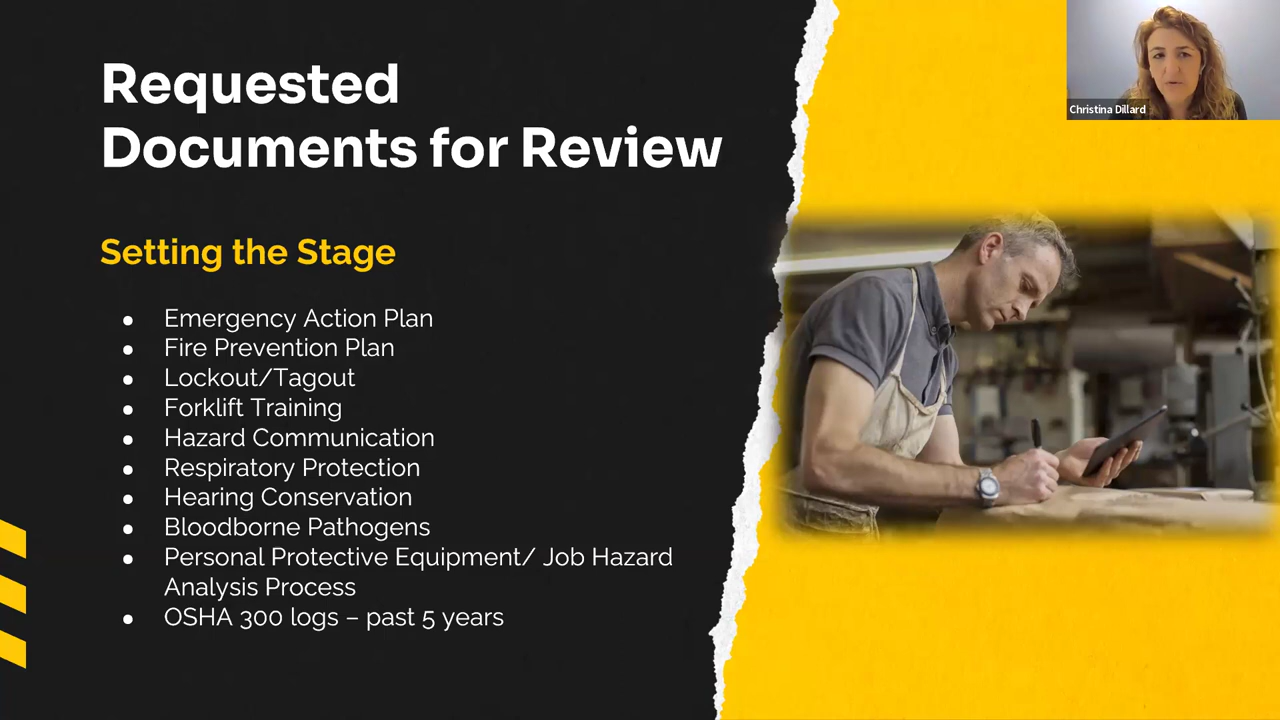 Requested
Documents for Review
Christina Dillard
Setting the Stage
● Emergency Action Plan
● Fire Prevention Plan
● Lockout/Tagout
● Forklift Training
● Hazard Communication
● Respiratory Protection
● Hearing Conservation
● Bloodborne Pathogens
● Personal Protective Equipment/ Job Hazard
Analysis Process
● OSHA 300 logs – past 5 years